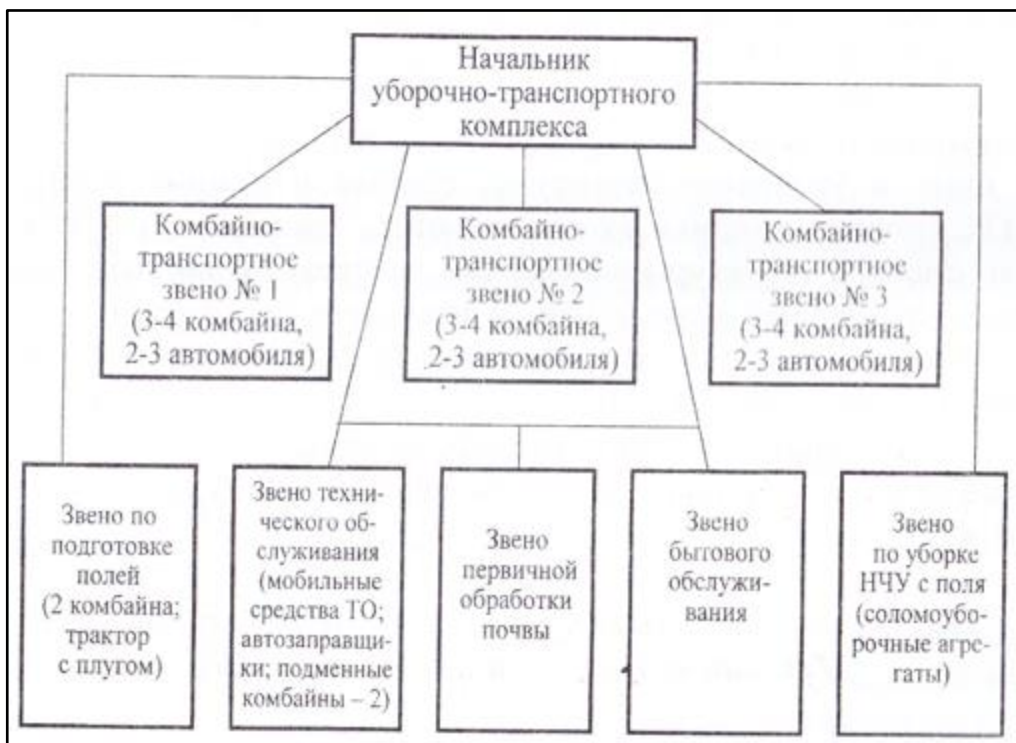 Начальник
уборочно-транспортного
комплекса
Комбайно-
транспортное
звено № 1
(3-4 комбайна,
2-3 автомобиля)
Комбайно-
транспортное
звено № 2
(3-4 комбайна,
2-3 автомобиля)
Комбайно-
транспортное
звено № 3
(3-4 комбайна,
2-3 автомобиля)
Звено по
подготовке
полей
(2 комбайна;
трактор
с плугом)
Звено техни-
ческого об-
служивания
(мобильные
средства ТО;
автозаправщи-
ки; подменные
комбайны – 2)
Звено
первичной
обработки
почвы
Звено
бытового
обслужи-
вания
Звено
по уборке
НЧУ с поля
(соломоубо-
рочные агре-
гаты)